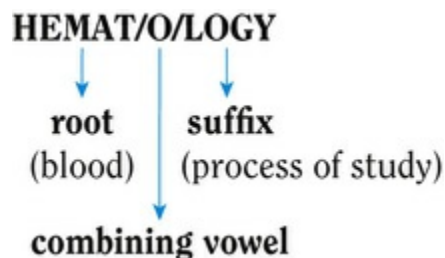 HEMAT/O/LOGY
root suffix
(blood) (process of study)
combining vowel